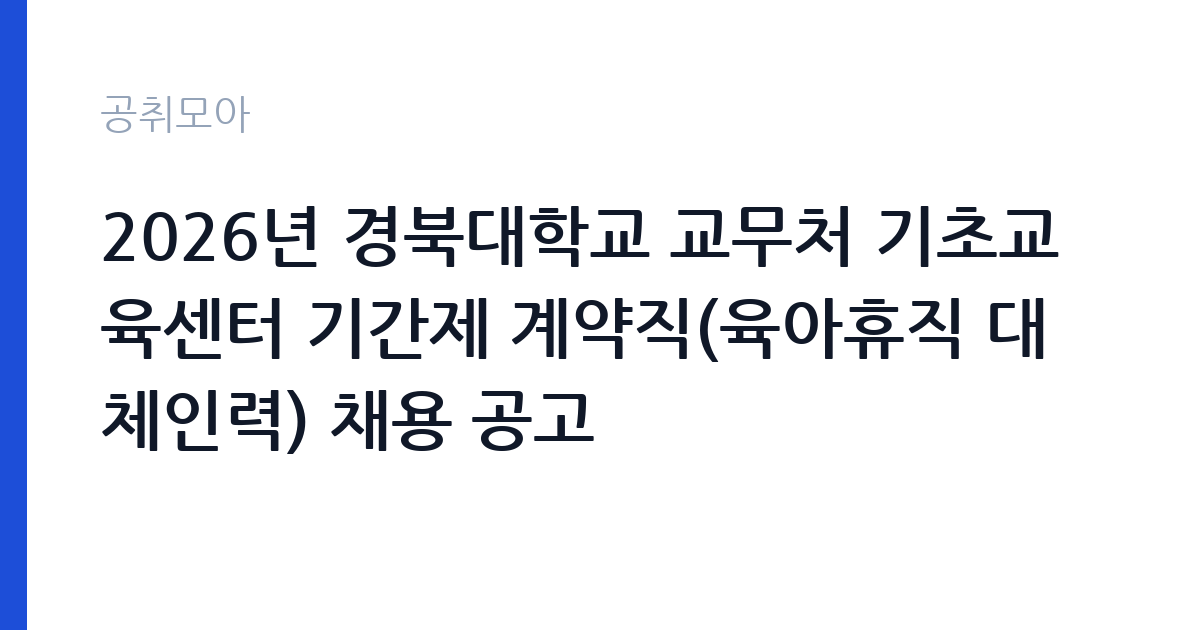 공취모아
2026년 경북대학교 교무처 기초교
육센터 기간제 계약직(육아휴직 대
체인력) 채용 공고